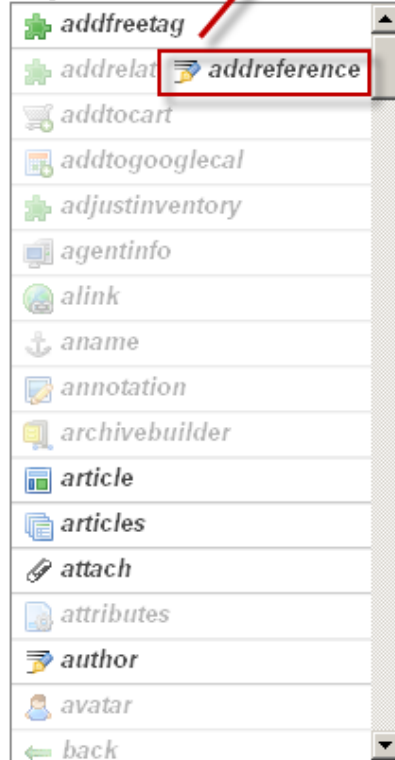 addfreetag
addrelat addreference
addtocart
addtogooglecal
adjustinventory
agentinfo
alink
aname
annotation
archivebuilder
article
articles
attach
attributes
author
avatar
back